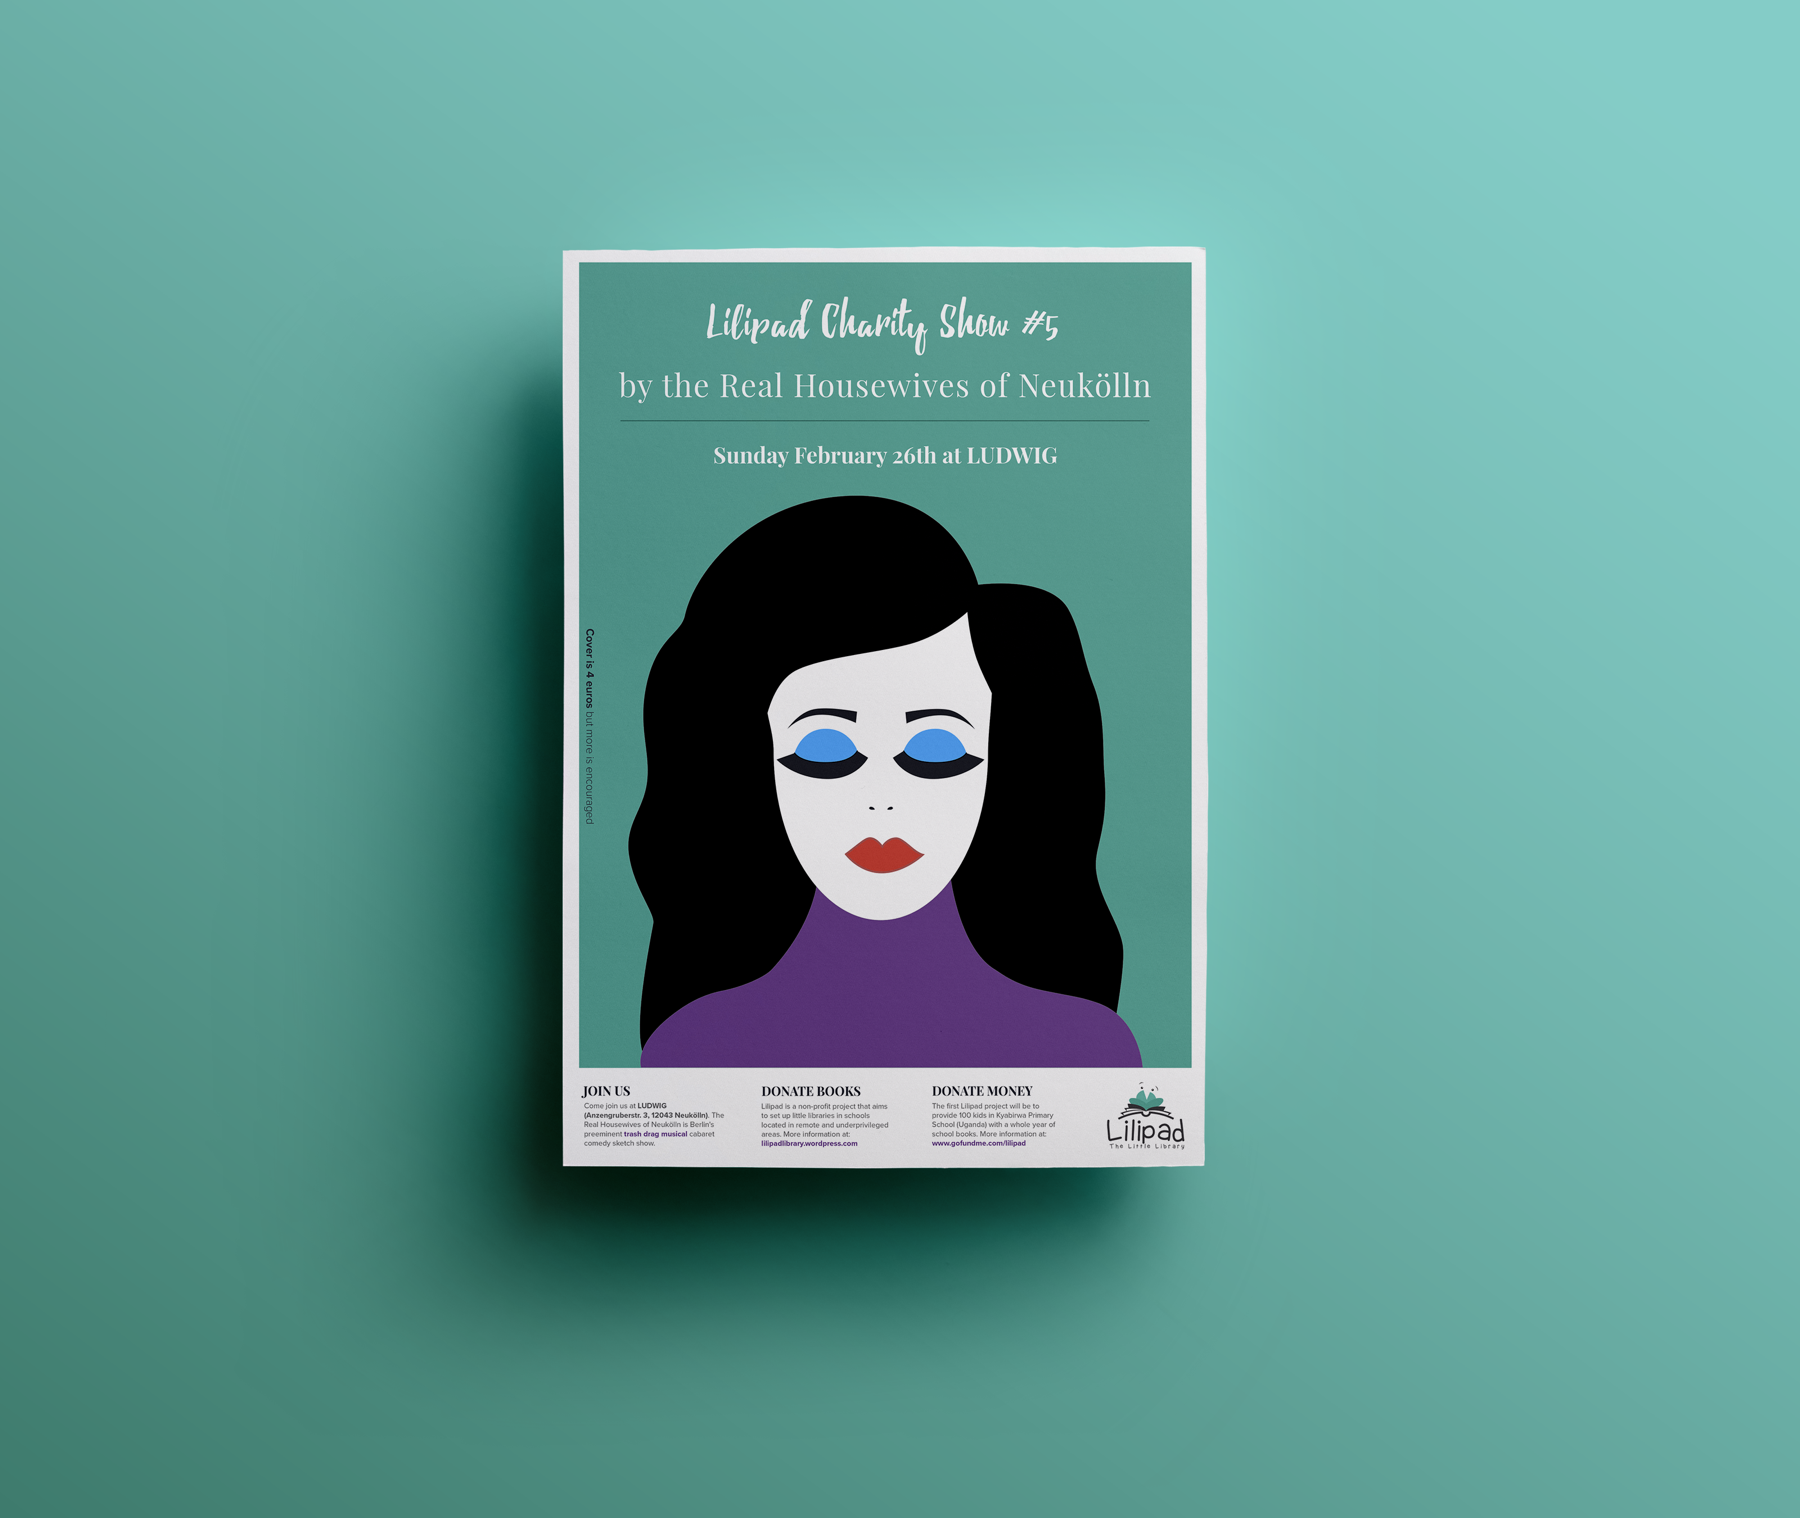 Lilipad Charity Show #5
by the Real Housewives of Neukölln
Sunday February 26th at LUDWIG
Cover is 4 euros but more is encouraged
JOIN US
Come join us at LUDWIG
(Anzengruberstr. 3, 12043 Neukölln). The
Real Housewives of Neukölln is Berlin's
preeminent trash drag musical cabaret
comedy sketch show.
DONATE BOOKS
Lilipad is a non-profit project that aims
to set up little libraries in schools
located in remote and underprivileged
areas. More information at:
lilipadlibrary.wordpress.com
DONATE MONEY
The first Lilipad project will be to
provide 100 kids in Kyabirwa Primary
School (Uganda) with a whole year of
school books. More information at:
www.gofundme.com/lilipad
Lilipad
The Little Library